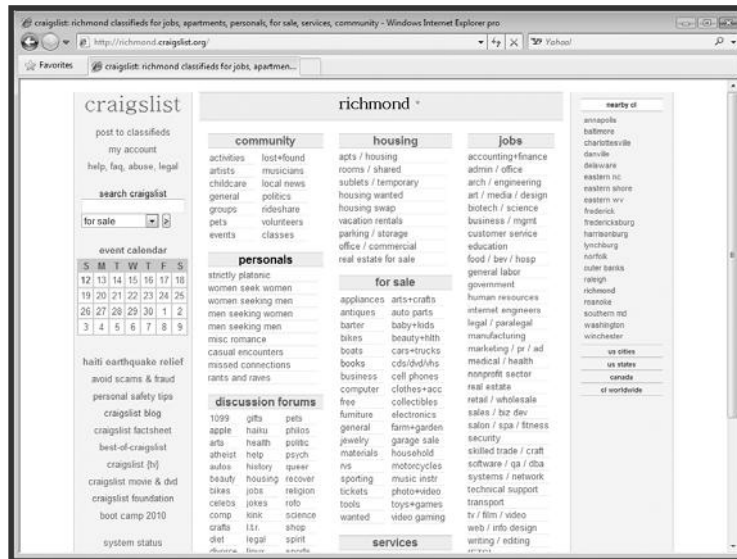 craigslist: richmond classifieds for jobs, apartments, personals, for sale, services, community - Windows Internet Explorer pro
http://richmond.craigslist.org/
Yahoo!
Favorites
craigslist: richmond classifieds for jobs, apartmen...
craigslist
post to classifieds
my account
help, faq, abuse, legal
search craigslist
for sale
>
event calendar
S M T W T F S
12 13 14 15 16 17 18
19 20 21 22 23 24 25
26 27 28 29 30 1 2
3 4 5 6 7 8 9
haiti earthquake relief
avoid scams & fraud
personal safety tips
craigslist blog
craigslist factsheet
best-of-craigslist
craigslist {tv}
craigslist movie & dvd
craigslist foundation
boot camp 2010
system status
richmond
community
activities lost+found
artists musicians
childcare local news
general politics
groups rideshare
pets volunteers
events classes
personals
strictly platonic
women seek women
women seeking men
men seeking women
men seeking men
misc romance
casual encounters
missed connections
rants and raves
discussion forums
1099 gifts pets
apple haiku philos
arts health politic
atheist help psych
autos history queer
beauty housing recover
bikes jobs religion
celebs jokes rofo
comp kink science
crafts l.t.r. shop
diet legal spirit
divorce linux sports
housing
apts / housing
rooms / shared
sublets / temporary
housing wanted
housing swap
vacation rentals
parking / storage
office / commercial
real estate for sale
for sale
appliances arts+crafts
antiques auto parts
barter baby+kids
bikes beauty+hlth
boats cars+trucks
books cds/dvd/vhs
business cell phones
computer clothes+acc
free collectibles
furniture electronics
general farm+garden
jewelry garage sale
materials household
rvs motorcycles
sporting music instr
tickets photo+video
tools toys+games
wanted video gaming
services
jobs
accounting+finance
admin / office
arch / engineering
art / media / design
biotech / science
business / mgmt
customer service
education
food / bev / hosp
general labor
government
human resources
internet engineers
legal / paralegal
manufacturing
marketing / pr / ad
medical / health
nonprofit sector
real estate
retail / wholesale
sales / biz dev
salon / spa / fitness
security
skilled trade / craft
software / qa / dba
systems / network
technical support
transport
tv / film / video
web / info design
writing / editing
nearby cl
annapolis
baltimore
charlottesville
danville
delaware
eastern nc
eastern shore
eastern wv
frederick
fredericksburg
harrisonburg
lynchburg
norfolk
outer banks
raleigh
richmond
roanoke
southern md
washington
winchester
us cities
us states
canada
cl worldwide